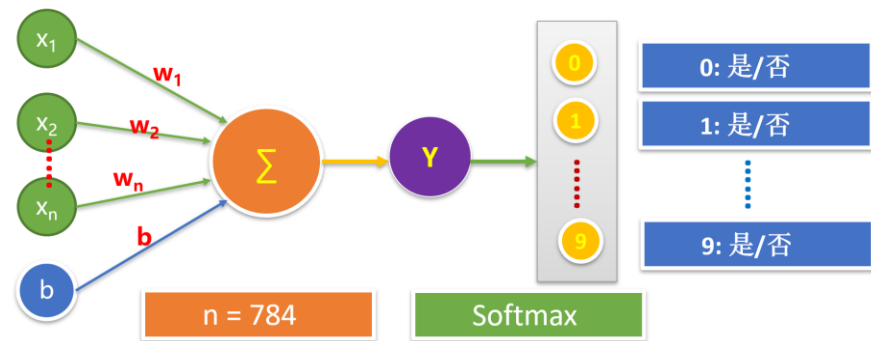 x₁
w₁
x₂
w₂
xₙ
wₙ
b
b
Σ
Y
0
1
9
0: 是/否
1: 是/否
9: 是/否
n = 784
Softmax